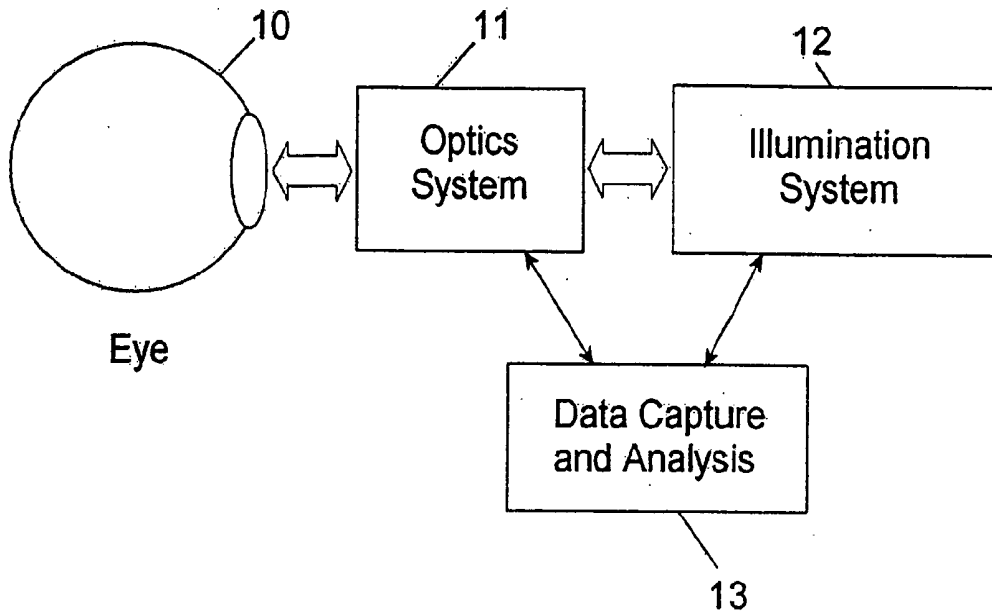 10
11
12
Optics
System
Illumination
System
Eye
Data Capture
and Analysis
13